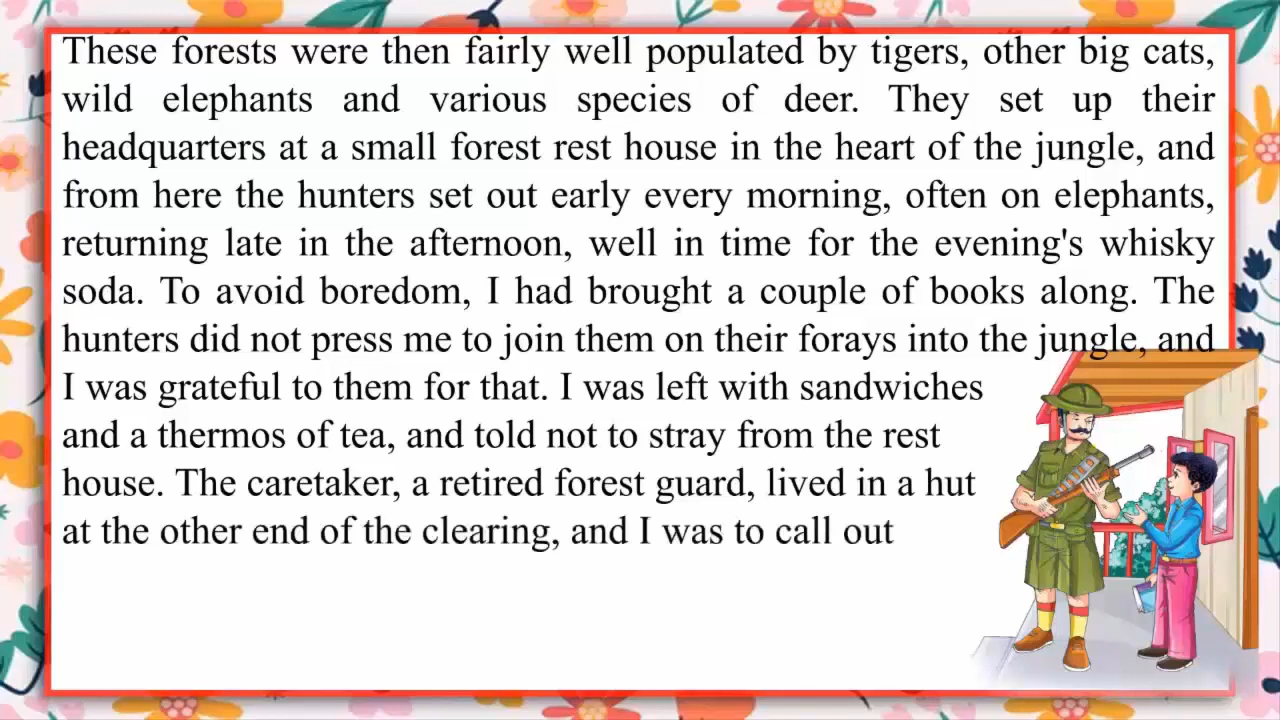 These forests were then fairly well populated by tigers, other big cats,
wild elephants and various species of deer. They set up their
headquarters at a small forest rest house in the heart of the jungle, and
from here the hunters set out early every morning, often on elephants,
returning late in the afternoon, well in time for the evening's whisky
soda. To avoid boredom, I had brought a couple of books along. The
hunters did not press me to join them on their forays into the jungle, and
I was grateful to them for that. I was left with sandwiches
and a thermos of tea, and told not to stray from the rest
house. The caretaker, a retired forest guard, lived in a hut
at the other end of the clearing, and I was to call out